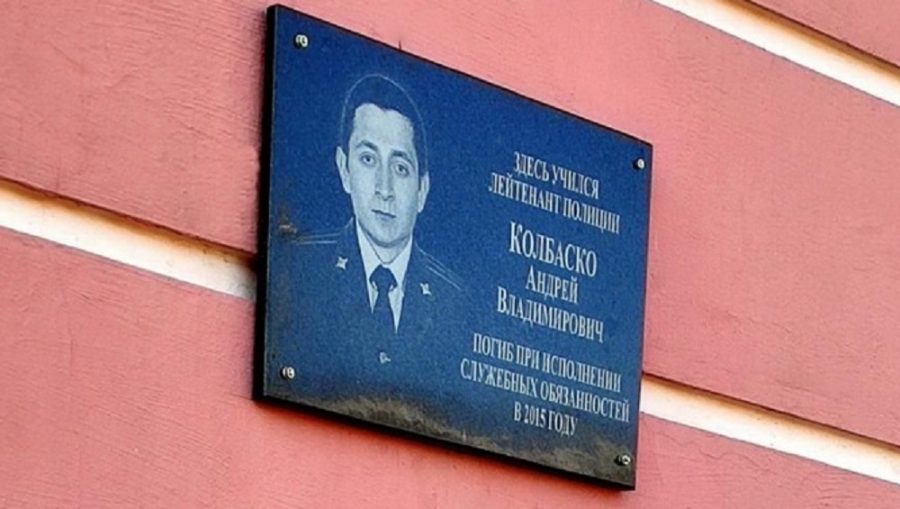 ЗДЕСЬ УЧИЛСЯ
ЛЕЙТЕНАНТ ПОЛИЦИИ
КОЛБАСКО
АНДРЕЙ
ВЛАДИМИРОВИЧ
ПОГИБ ПРИ ИСПОЛНЕНИИ
СЛУЖЕБНЫХ ОБЯЗАННОСТЕЙ
В 2015 ГОДУ